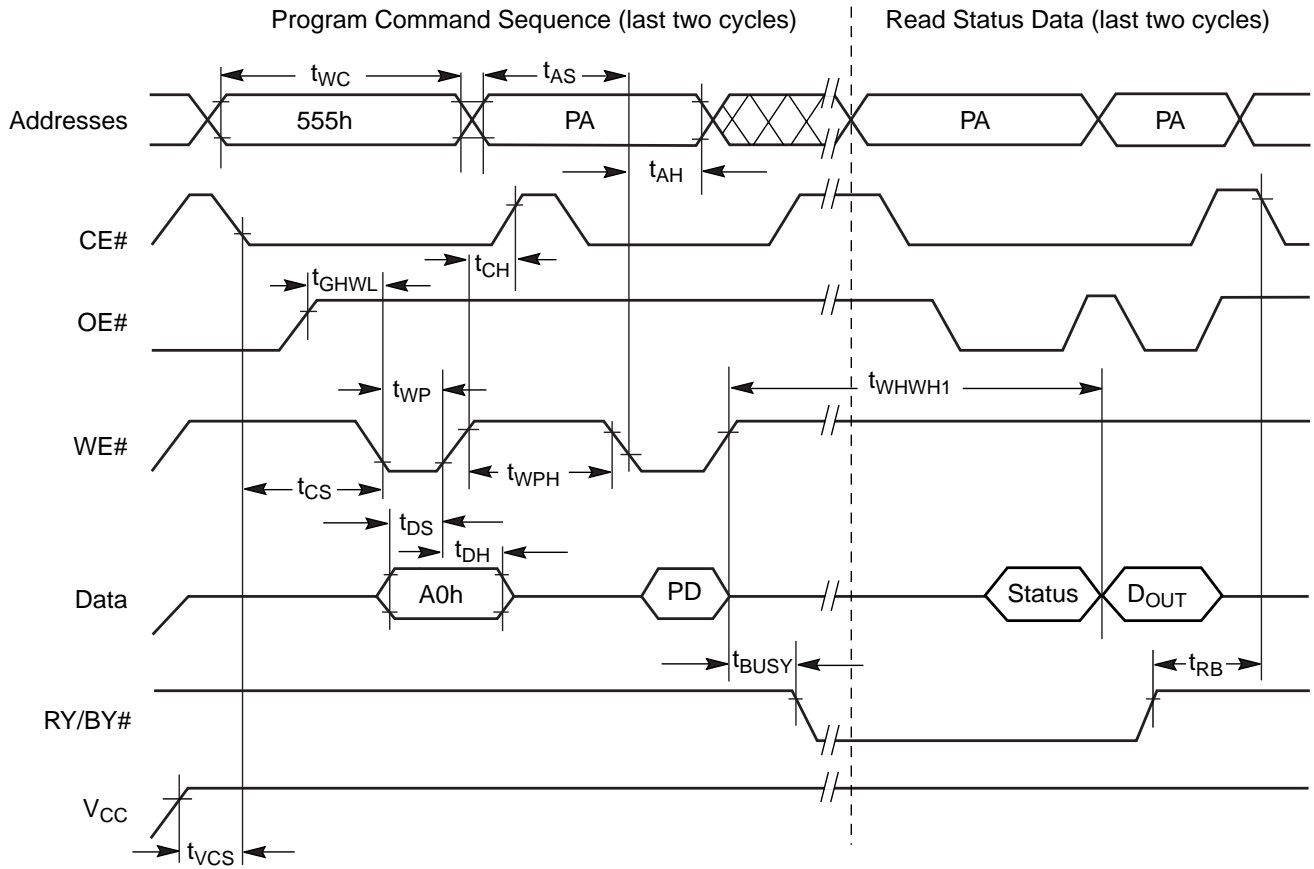 Program Command Sequence (last two cycles)
Read Status Data (last two cycles)
tWC
tAS
Addresses
555h
PA
PA
PA
tAH
CE#
tCH
tGHWL
OE#
tWP
tWHWH1
WE#
tWPH
tCS
tDS
tDH
Data
A0h
PD
Status
DOUT
tBUSY
tRB
RY/BY#
VCC
tVCS